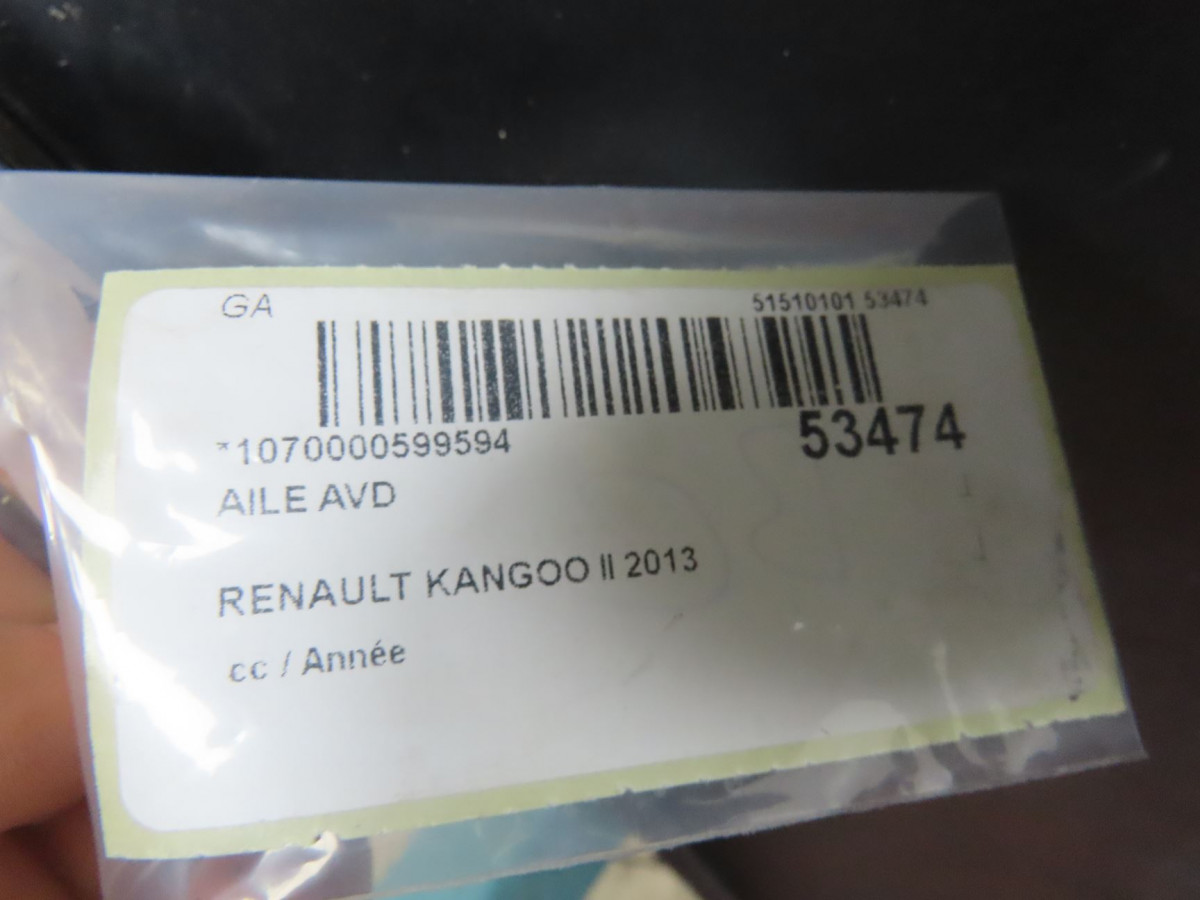 GA 51510101 53474
*1070000599594 53474
AILE AVD
RENAULT KANGOO II 2013
cc / Année